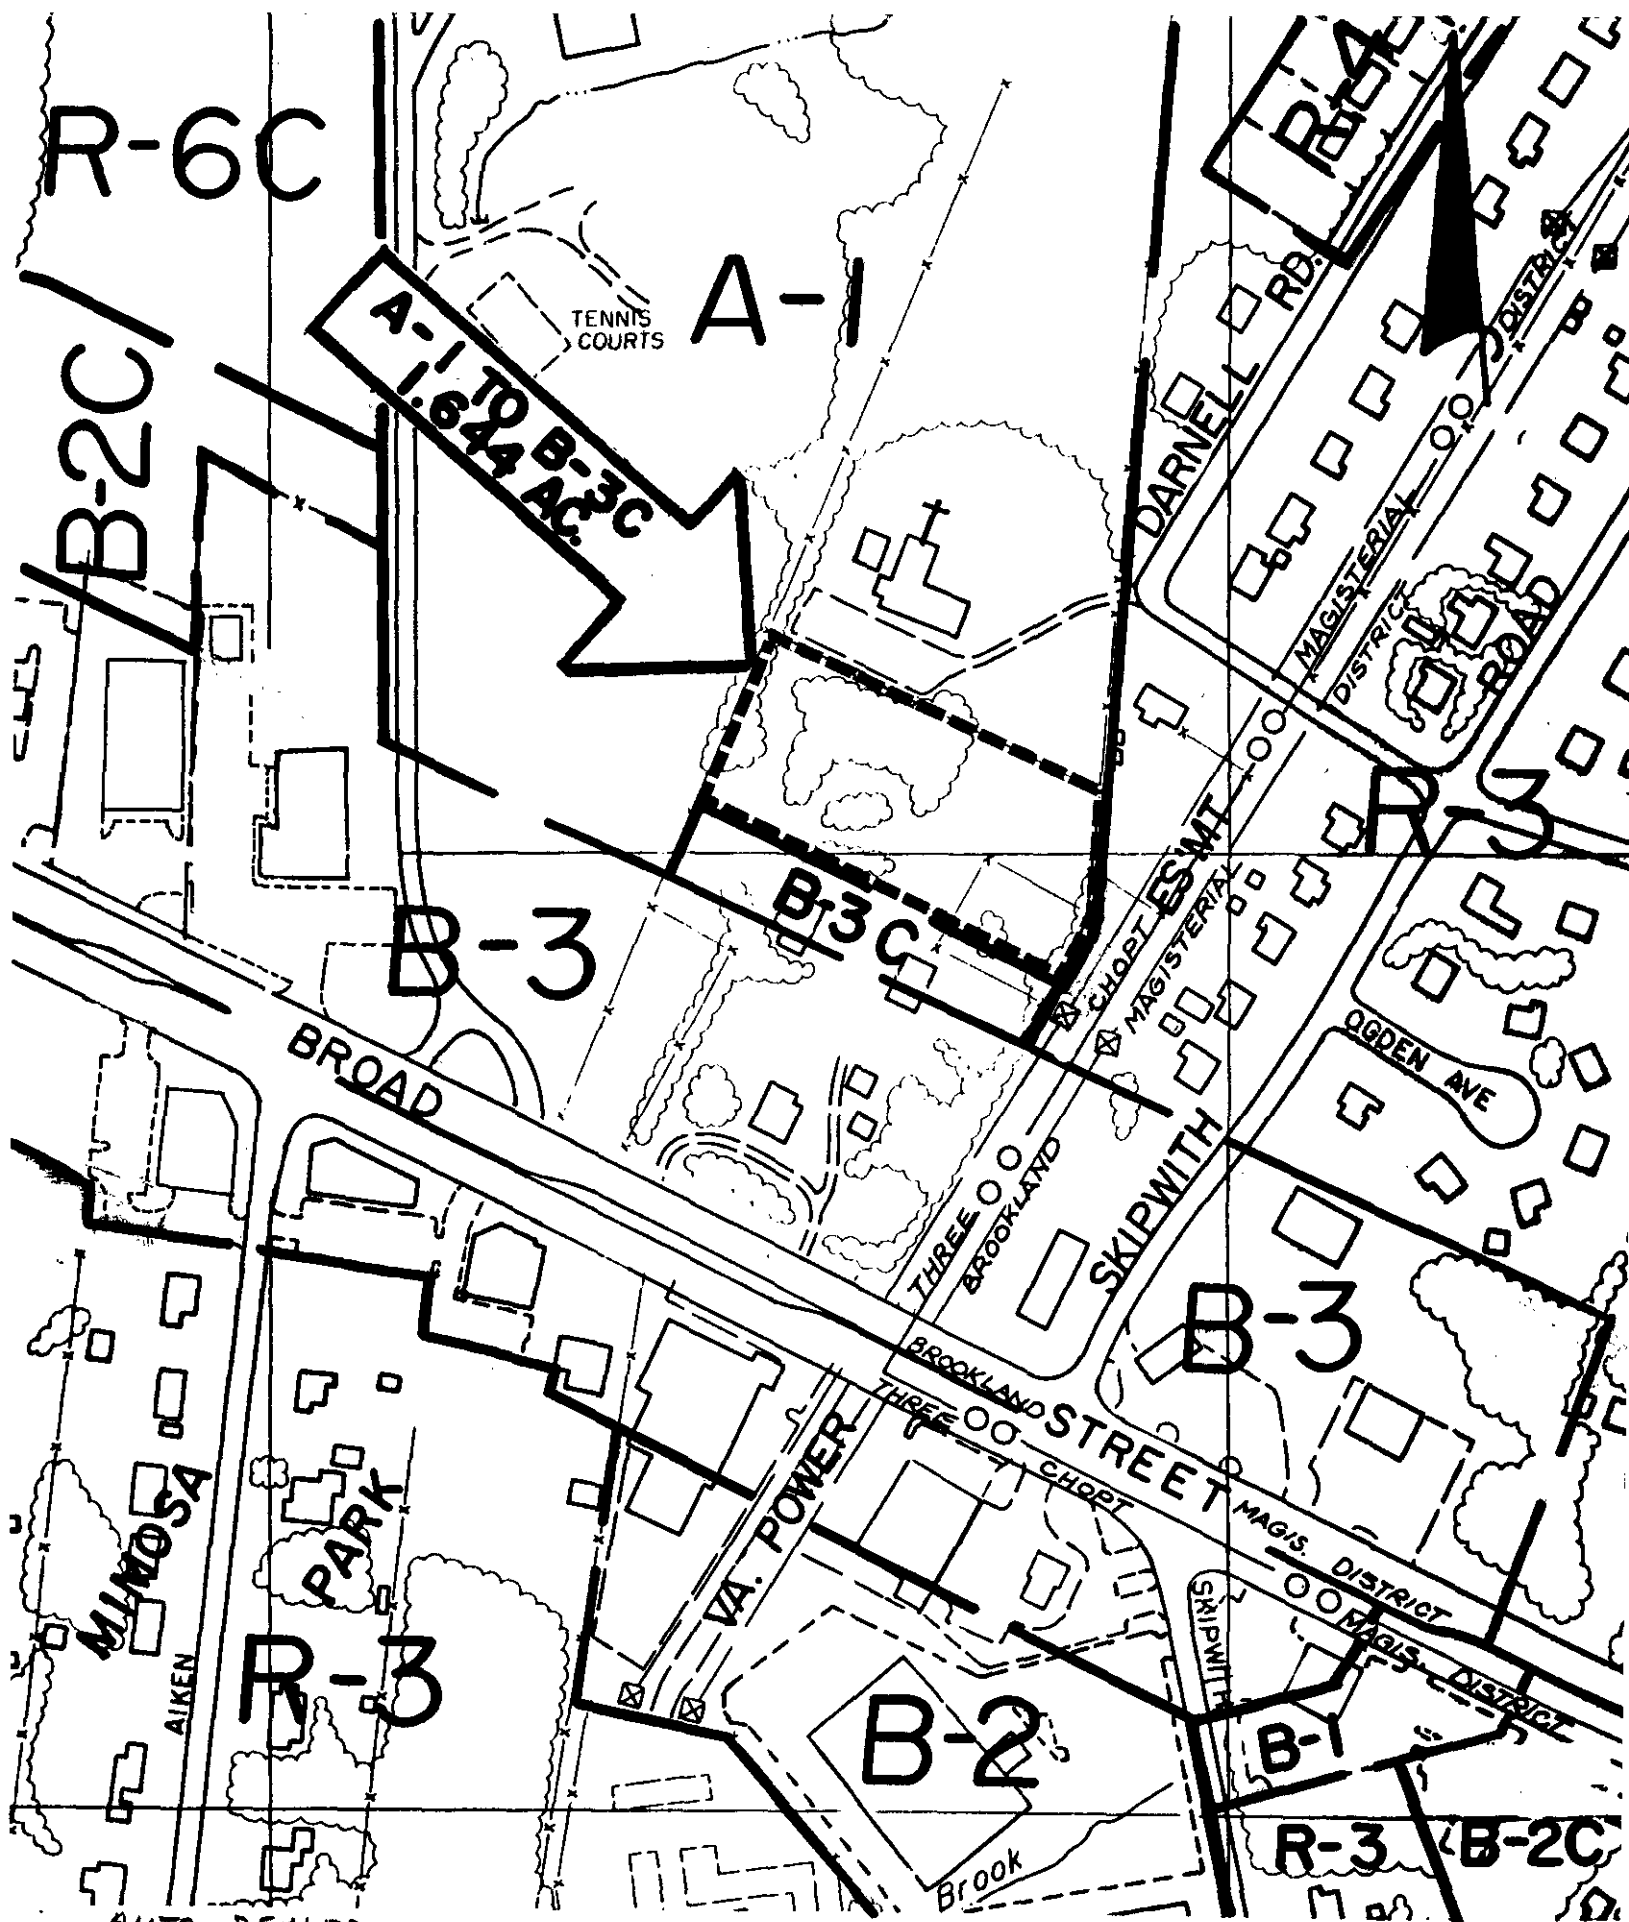 R-4
R-6C
A-1
RD.
DARNELL
DISTRICT
TENNIS
COURTS
A-1 TO B-3C
1.644 AC.
B-2C
MAGISTERIAL
DISTRICT
ROAD
R-3
B-3C
B-3
CHOPT
ES'MT
MAGISTERIAL
OGDEN AVE
BROAD
SKIPWITH
THREE
BROOKLAND
B-3
BROOKLAND
THREE
STREET
CHOPT
MAGIS.
DISTRICT
MAGIS. DISTRICT
VA. POWER
MIMOSA
PARK
AIKEN
SKIPWITH
R-3
B-2
B-1
R-3
B-2C
Brook